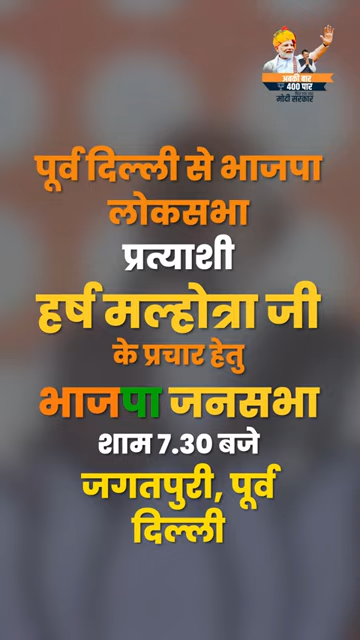 अबकी बार
400 पार
मोदी सरकार
पूर्व दिल्ली से भाजपा
लोकसभा
प्रत्याशी
हर्ष मल्होत्रा जी
के प्रचार हेतु
भाजपा जनसभा
शाम 7.30 बजे
जगतपुरी, पूर्व
दिल्ली